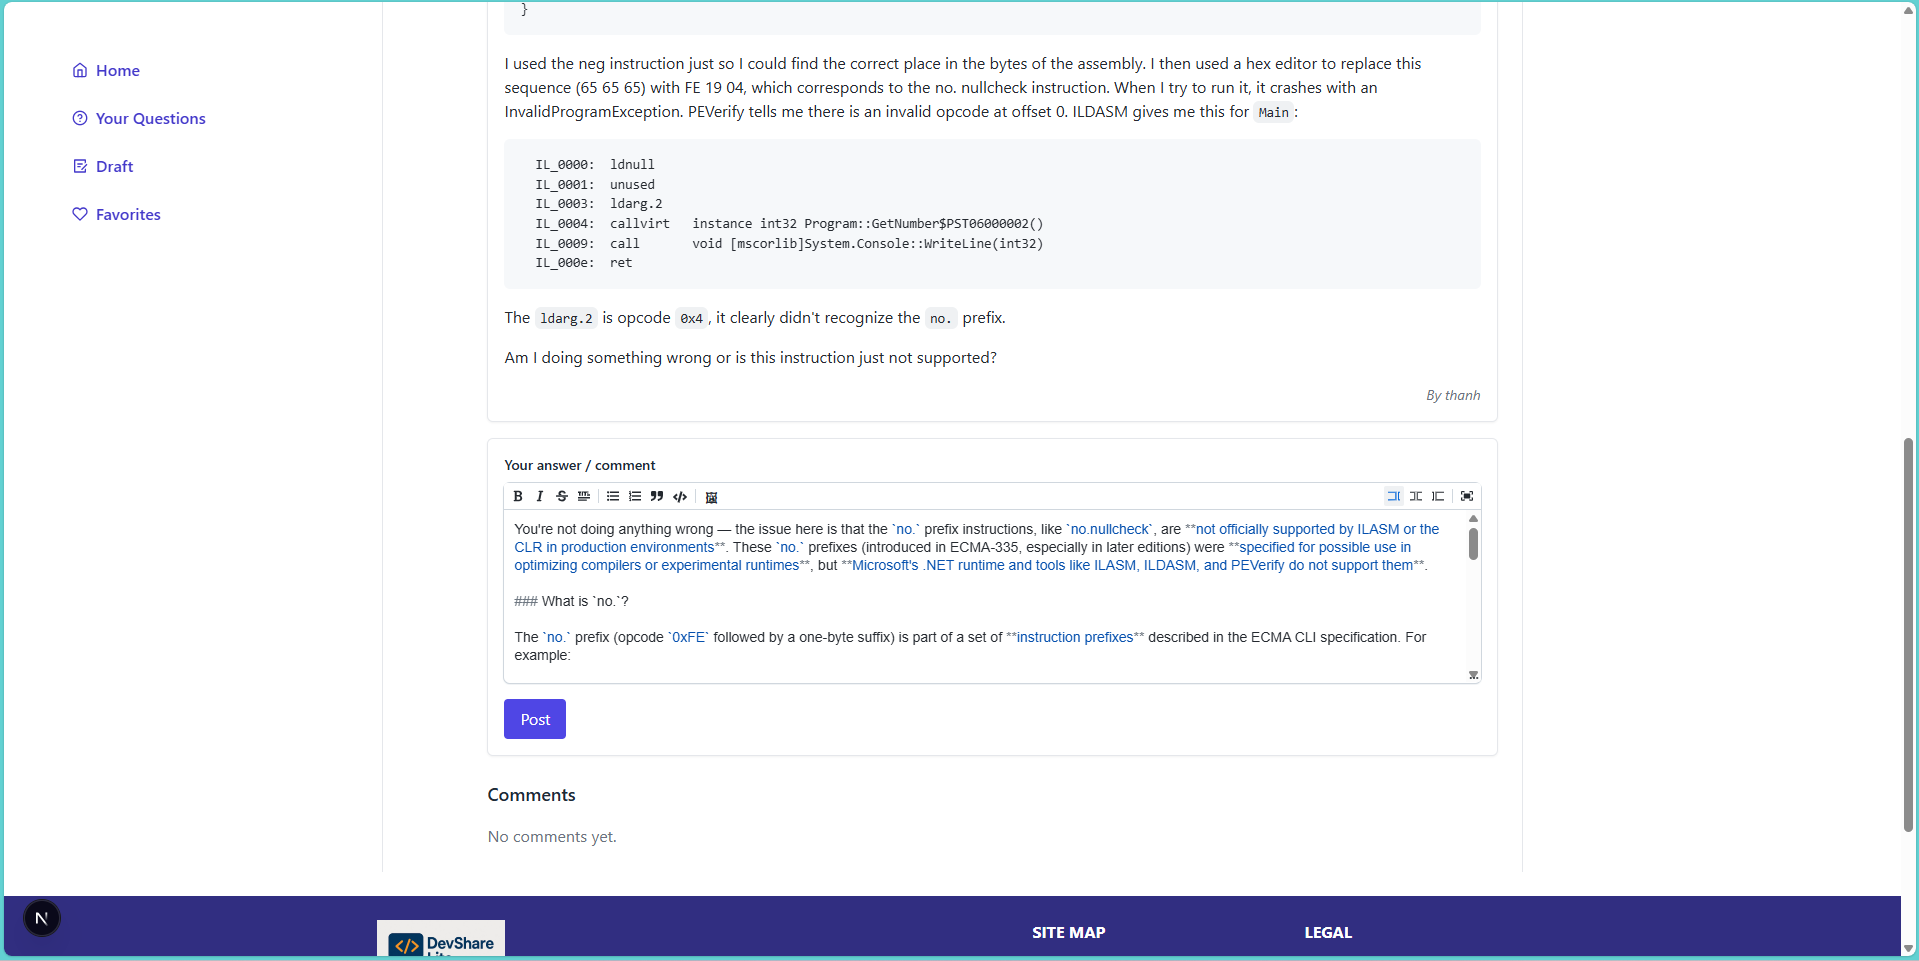 }
Home
Your Questions
Draft
Favorites
I used the neg instruction just so I could find the correct place in the bytes of the assembly. I then used a hex editor to replace this
sequence (65 65 65) with FE 19 04, which corresponds to the no. nullcheck instruction. When I try to run it, it crashes with an
InvalidProgramException. PEVerify tells me there is an invalid opcode at offset 0. ILDASM gives me this for Main:
IL_0000:  ldnull
IL_0001:  unused
IL_0003:  ldarg.2
IL_0004:  callvirt   instance int32 Program::GetNumber$PST06000002()
IL_0009:  call       void [mscorlib]System.Console::WriteLine(int32)
IL_000e:  ret
The ldarg.2 is opcode 0x4, it clearly didn't recognize the no. prefix.
Am I doing something wrong or is this instruction just not supported?
By thanh
Your answer / comment
You're not doing anything wrong — the issue here is that the `no.` prefix instructions, like `no.nullcheck`, are **not officially supported by ILASM or the
CLR in production environments**. These `no.` prefixes (introduced in ECMA-335, especially in later editions) were **specified for possible use in
optimizing compilers or experimental runtimes**, but **Microsoft's .NET runtime and tools like ILASM, ILDASM, and PEVerify do not support them**.
### What is `no.`?
The `no.` prefix (opcode `0xFE` followed by a one-byte suffix) is part of a set of **instruction prefixes** described in the ECMA CLI specification. For
example:
Post
Comments
No comments yet.
N
</> DevShare
SITE MAP
LEGAL